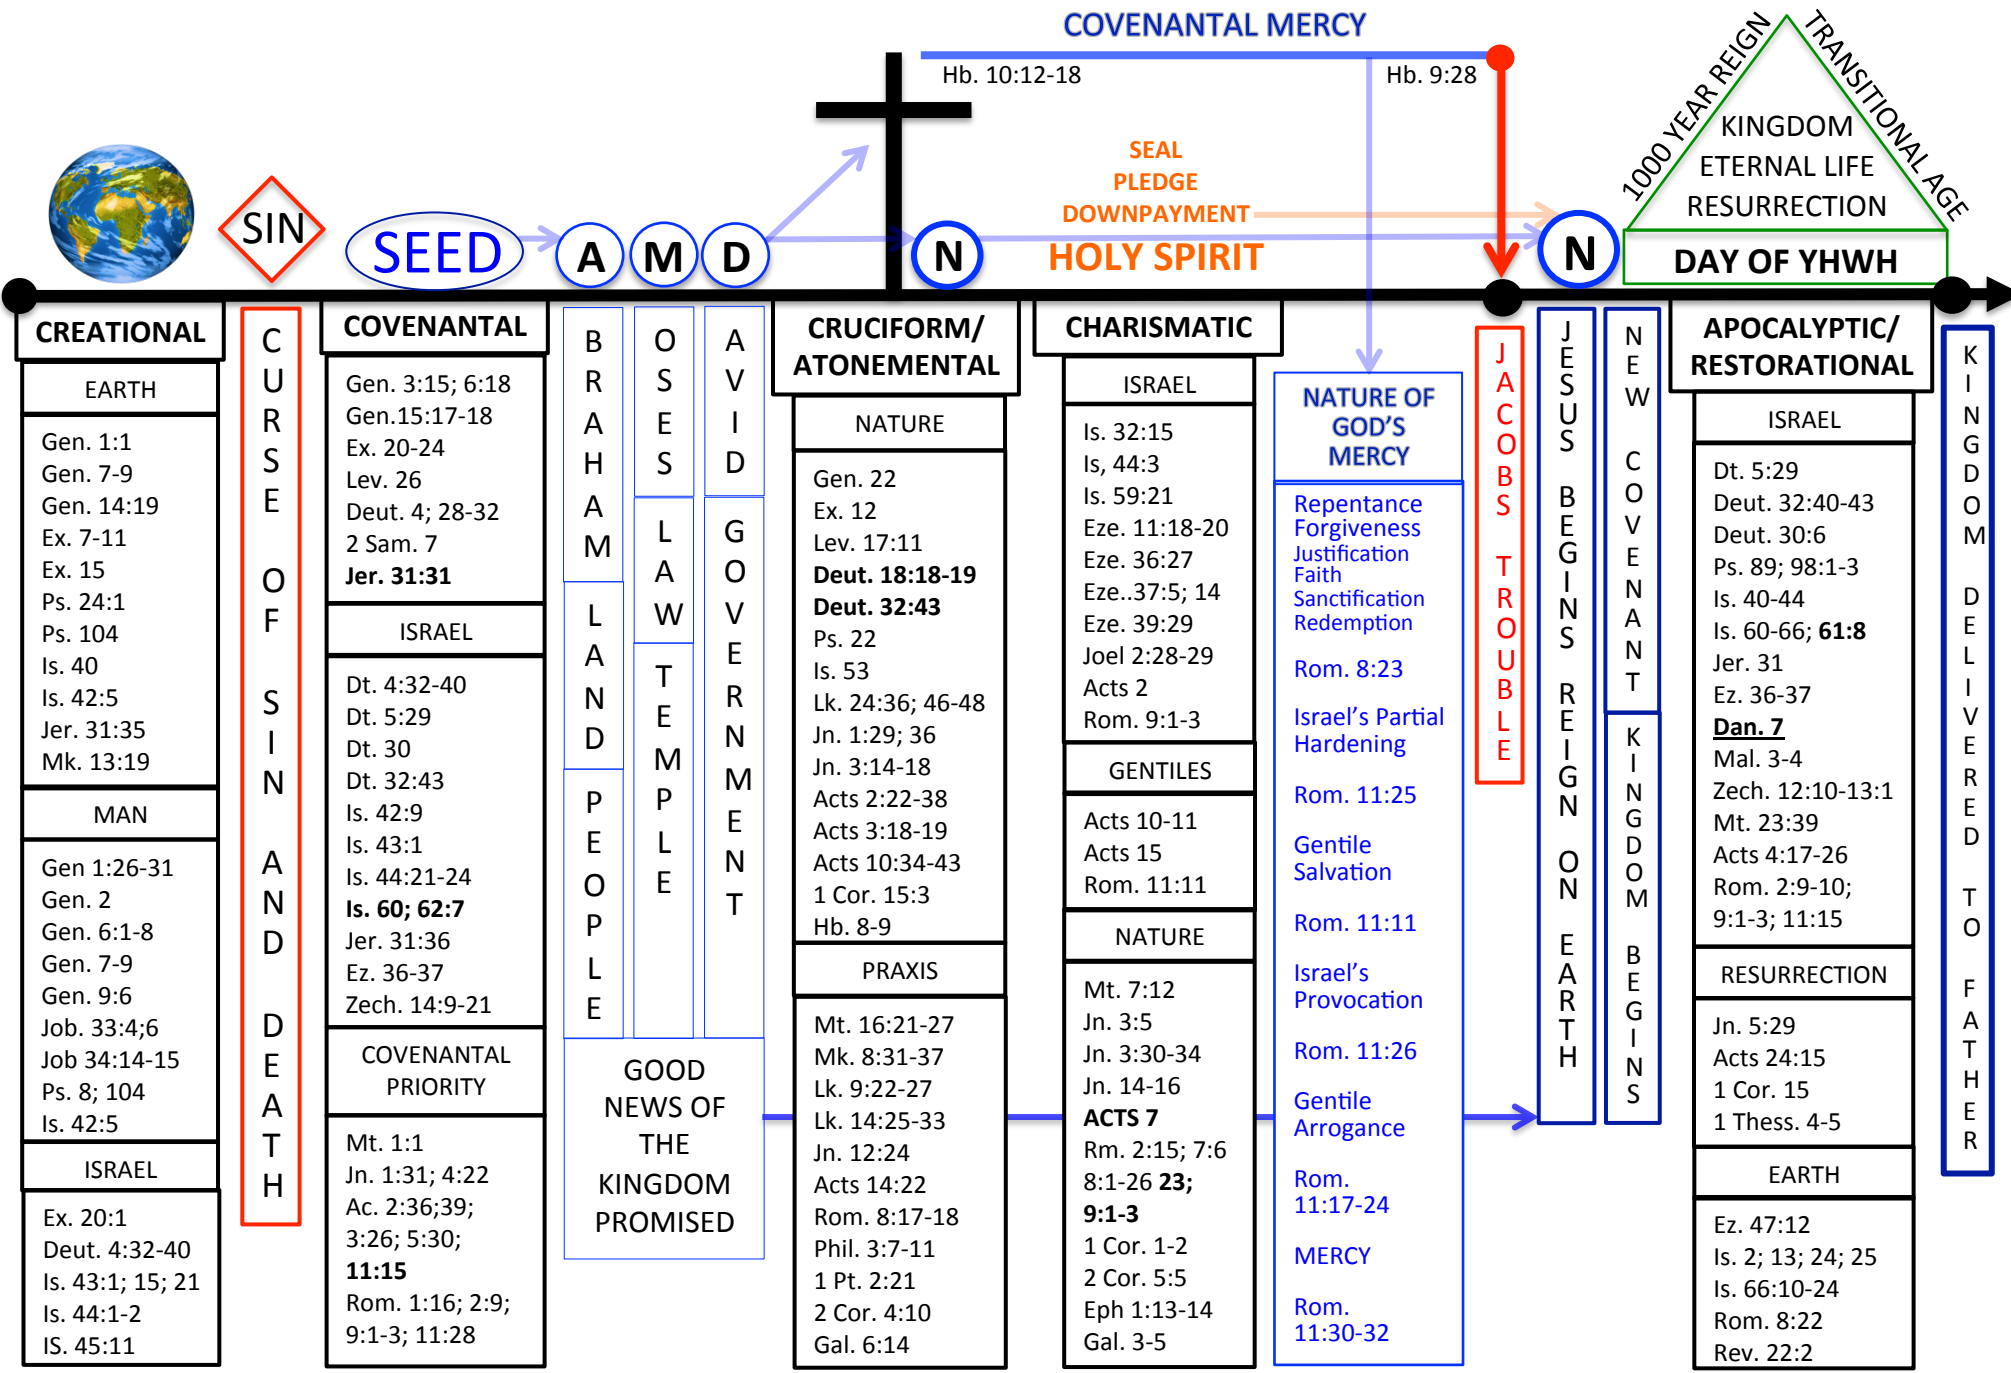 COVENANTAL MERCY
Hb. 10:12-18
Hb. 9:28
1000 YEAR REIGN
TRANSITIONAL AGE
KINGDOM
ETERNAL LIFE
RESURRECTION
DAY OF YHWH
SIN
SEED
A
M
D
N
SEAL
PLEDGE
DOWNPAYMENT
HOLY SPIRIT
N
CREATIONAL
EARTH
Gen. 1:1
Gen. 7-9
Gen. 14:19
Ex. 7-11
Ex. 15
Ps. 24:1
Ps. 104
Is. 40
Is. 42:5
Jer. 31:35
Mk. 13:19
MAN
Gen 1:26-31
Gen. 2
Gen. 6:1-8
Gen. 7-9
Gen. 9:6
Job. 33:4;6
Job 34:14-15
Ps. 8; 104
Is. 42:5
ISRAEL
Ex. 20:1
Deut. 4:32-40
Is. 43:1; 15; 21
Is. 44:1-2
IS. 45:11
CURSE OF SIN AND DEATH
COVENANTAL
Gen. 3:15; 6:18
Gen.15:17-18
Ex. 20-24
Lev. 26
Deut. 4; 28-32
2 Sam. 7
Jer. 31:31
ISRAEL
Dt. 4:32-40
Dt. 5:29
Dt. 30
Dt. 32:43
Is. 42:9
Is. 43:1
Is. 44:21-24
Is. 60; 62:7
Jer. 31:36
Ez. 36-37
Zech. 14:9-21
COVENANTAL
PRIORITY
Mt. 1:1
Jn. 1:31; 4:22
Ac. 2:36;39;
3:26; 5:30;
11:15
Rom. 1:16; 2:9;
9:1-3; 11:28
BRAHAM
LAND
PEOPLE
OSES
LAW
TEMPLE
AVID
GOVERNMENT
GOOD
NEWS OF
THE
KINGDOM
PROMISED
CRUCIFORM/
ATONEMENTAL
NATURE
Gen. 22
Ex. 12
Lev. 17:11
Deut. 18:18-19
Deut. 32:43
Ps. 22
Is. 53
Lk. 24:36; 46-48
Jn. 1:29; 36
Jn. 3:14-18
Acts 2:22-38
Acts 3:18-19
Acts 10:34-43
1 Cor. 15:3
Hb. 8-9
PRAXIS
Mt. 16:21-27
Mk. 8:31-37
Lk. 9:22-27
Lk. 14:25-33
Jn. 12:24
Acts 14:22
Rom. 8:17-18
Phil. 3:7-11
1 Pt. 2:21
2 Cor. 4:10
Gal. 6:14
CHARISMATIC
ISRAEL
Is. 32:15
Is, 44:3
Is. 59:21
Eze. 11:18-20
Eze. 36:27
Eze..37:5; 14
Eze. 39:29
Joel 2:28-29
Acts 2
Rom. 9:1-3
GENTILES
Acts 10-11
Acts 15
Rom. 11:11
NATURE
Mt. 7:12
Jn. 3:5
Jn. 3:30-34
Jn. 14-16
ACTS 7
Rm. 2:15; 7:6
8:1-26 23;
9:1-3
1 Cor. 1-2
2 Cor. 5:5
Eph 1:13-14
Gal. 3-5
NATURE OF
GOD'S
MERCY
Repentance
Forgiveness
Justification
Faith
Sanctification
Redemption
Rom. 8:23
Israel's Partial
Hardening
Rom. 11:25
Gentile
Salvation
Rom. 11:11
Israel's
Provocation
Rom. 11:26
Gentile
Arrogance
Rom.
11:17-24
MERCY
Rom.
11:30-32
JACOBS TROUBLE
JESUS BEGINS REIGN ON EARTH
NEW COVENANT
KINGDOM BEGINS
APOCALYPTIC/
RESTORATIONAL
ISRAEL
Dt. 5:29
Deut. 32:40-43
Deut. 30:6
Ps. 89; 98:1-3
Is. 40-44
Is. 60-66; 61:8
Jer. 31
Ez. 36-37
Dan. 7
Mal. 3-4
Zech. 12:10-13:1
Mt. 23:39
Acts 4:17-26
Rom. 2:9-10;
9:1-3; 11:15
RESURRECTION
Jn. 5:29
Acts 24:15
1 Cor. 15
1 Thess. 4-5
EARTH
Ez. 47:12
Is. 2; 13; 24; 25
Is. 66:10-24
Rom. 8:22
Rev. 22:2
KINGDOM DELIVERED TO FATHER